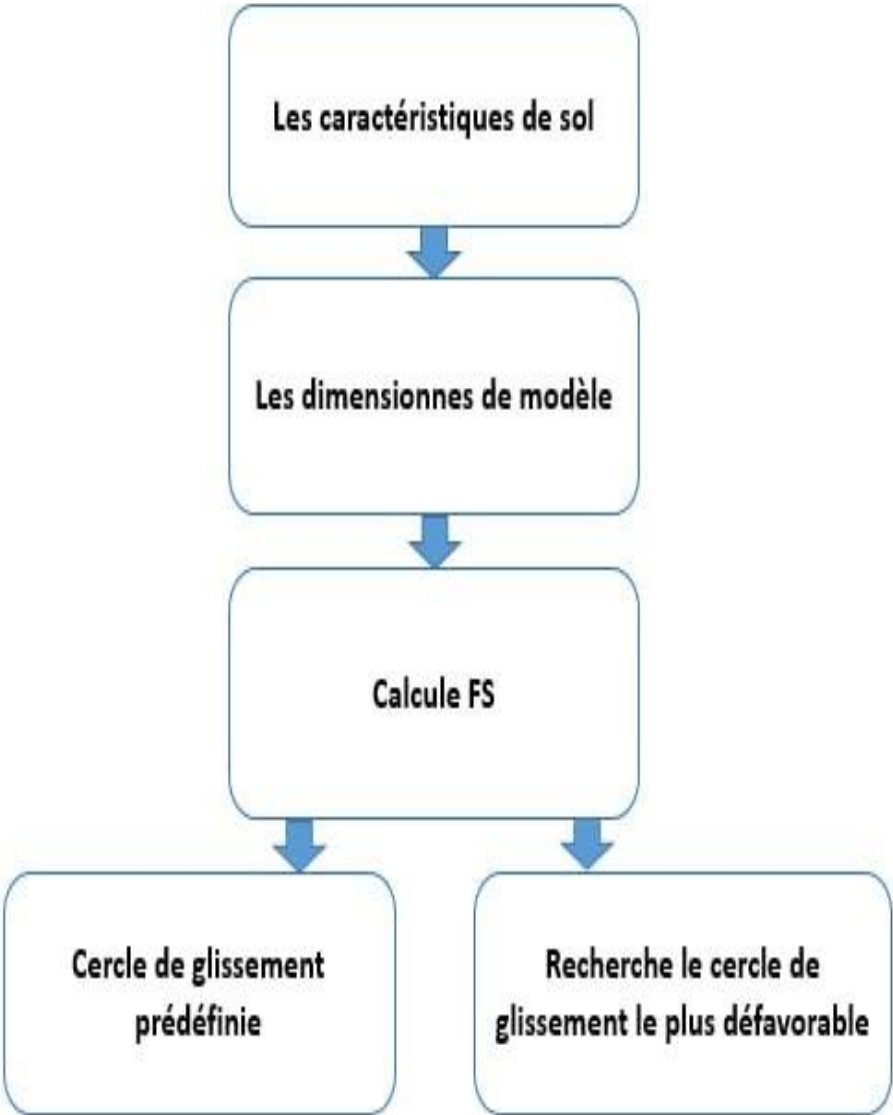 Les caractéristiques de sol
Les dimensionnes de modèle
Calcule FS
Cercle de glissement
prédéfinie
Recherche le cercle de
glissement le plus défavorable